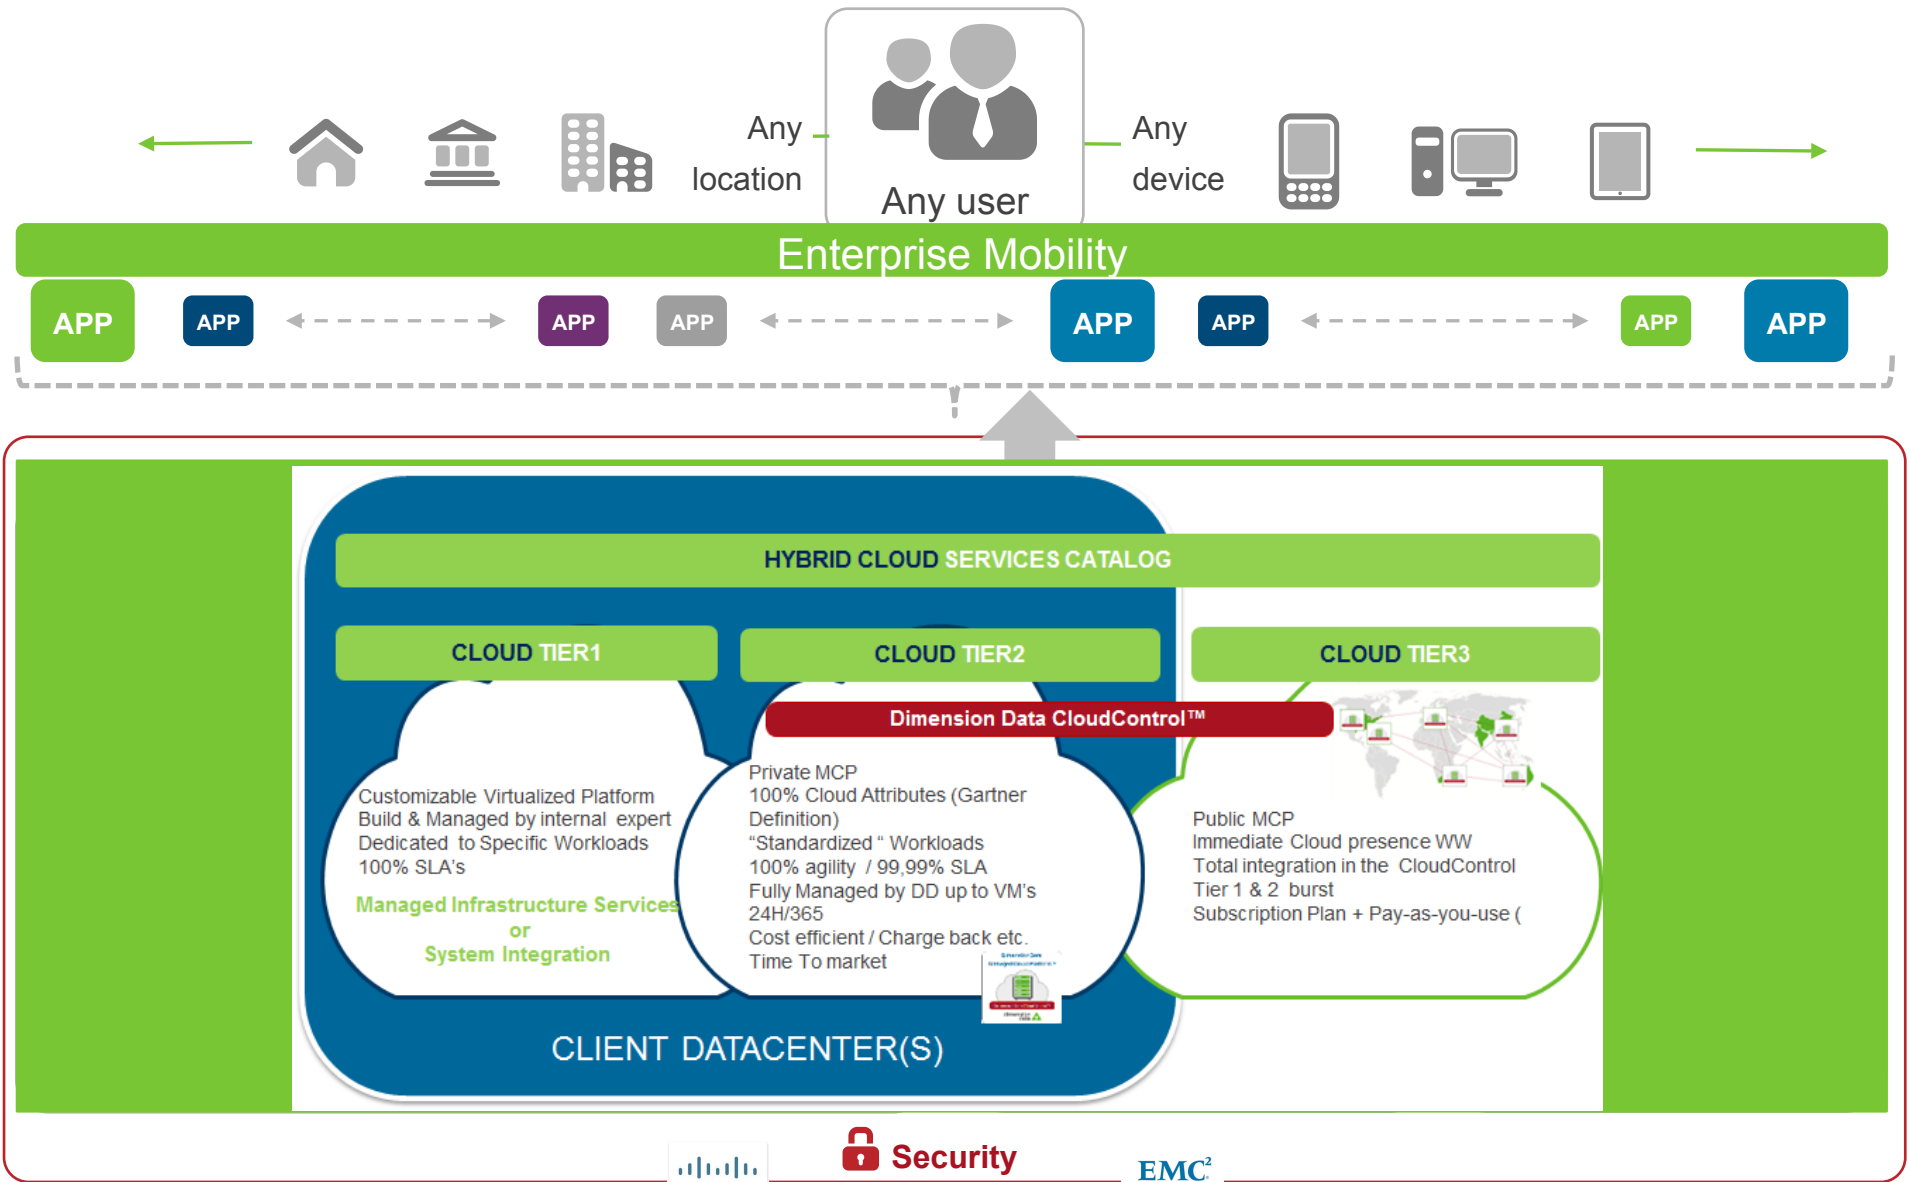 Any
location
Any user
Any
device
Enterprise Mobility
APP
APP
APP
APP
APP
APP
APP
APP
HYBRID CLOUD SERVICES CATALOG
CLOUD TIER1
CLOUD TIER2
CLOUD TIER3
Dimension Data CloudControl™
Customizable Virtualized Platform
Build & Managed by internal expert
Dedicated to Specific Workloads
100% SLA's
Managed Infrastructure Services
or
System Integration
Private MCP
100% Cloud Attributes (Gartner
Definition)
“Standardized “ Workloads
100% agility / 99,99% SLA
Fully Managed by DD up to VM's
24H/365
Cost efficient / Charge back etc.
Time To market
Public MCP
Immediate Cloud presence WW
Total integration in the CloudControl
Tier 1 & 2 burst
Subscription Plan + Pay-as-you-use (
CLIENT DATACENTER(S)
Security
EMC²